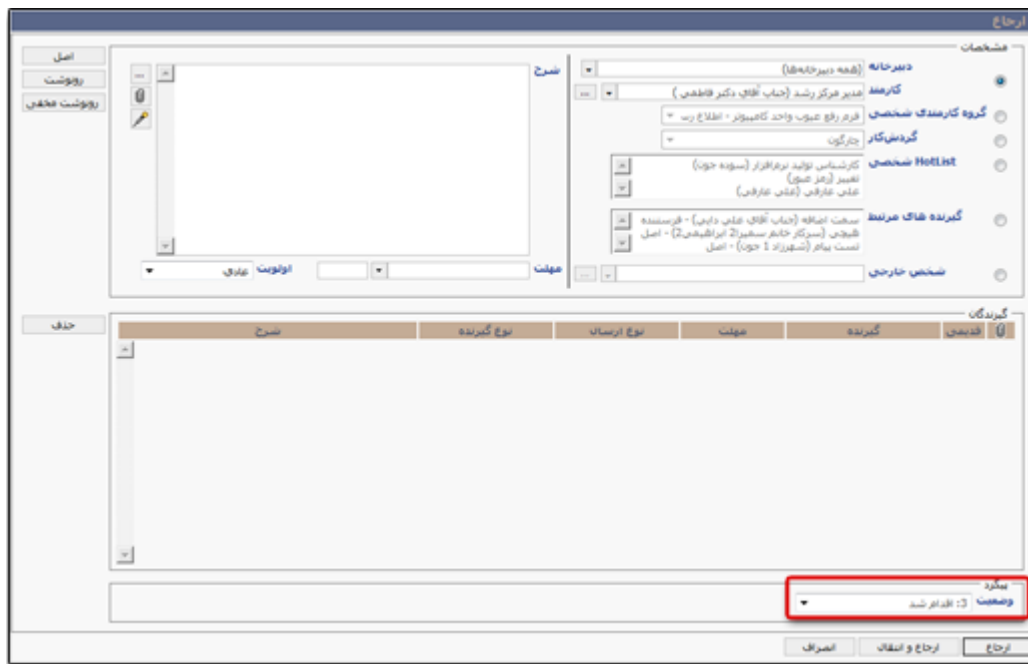 ارجاع
مشخصات
دبیرخانه (همه دبیرخانه‌ها)
کارمند مدیر مرکز رشد (جناب آقای دکتر فاطمی )
گروه کارمندی شخصی فرم رفع عیوب واحد کامپیوتر - اطلاع رس
گردش‌کار چارگون
HotList شخصی کارشناس تولید نرم‌افزار (سوده جون)
تغییر (رمز عبور)
علی عارفی (علی عارفی)
گیرنده های مرتبط سمت اضافه (جناب آقای علی دایی) - فرستنده
هیچی (سرکار خانم سمیرا2 ابراهیمی2) - اصل
تست پیام (شهرزاد 1 جون) - اصل
شخص خارجی
شرح
...
مهلت
اولویت عادی
اصل
رونوشت
رونوشت مخفی
گیرندگان
قدیمی گیرنده مهلت نوع ارسال نوع گیرنده شرح
حذف
پیگرد
وضعیت 3: اقدام شد
ارجاع ارجاع و انتقال انصراف